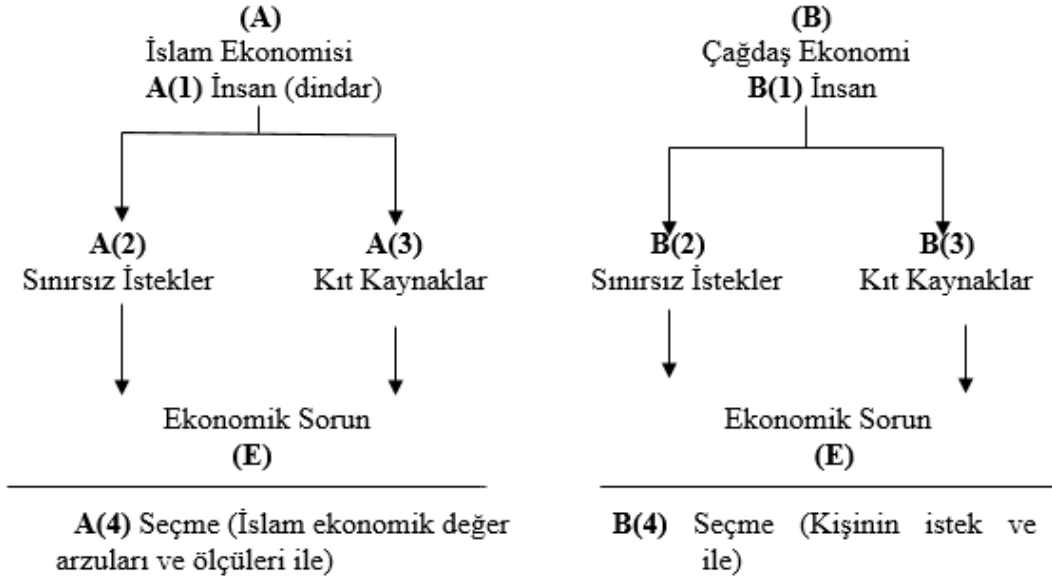 (A)
İslam Ekonomisi
A(1) İnsan (dindar)
A(2)
Sınırsız İstekler
A(3)
Kıt Kaynaklar
Ekonomik Sorun
(E)
A(4) Seçme (İslam ekonomik değer
arzuları ve ölçüleri ile)
(B)
Çağdaş Ekonomi
B(1) İnsan
B(2)
Sınırsız İstekler
B(3)
Kıt Kaynaklar
Ekonomik Sorun
(E)
B(4) Seçme (Kişinin istek ve
ile)